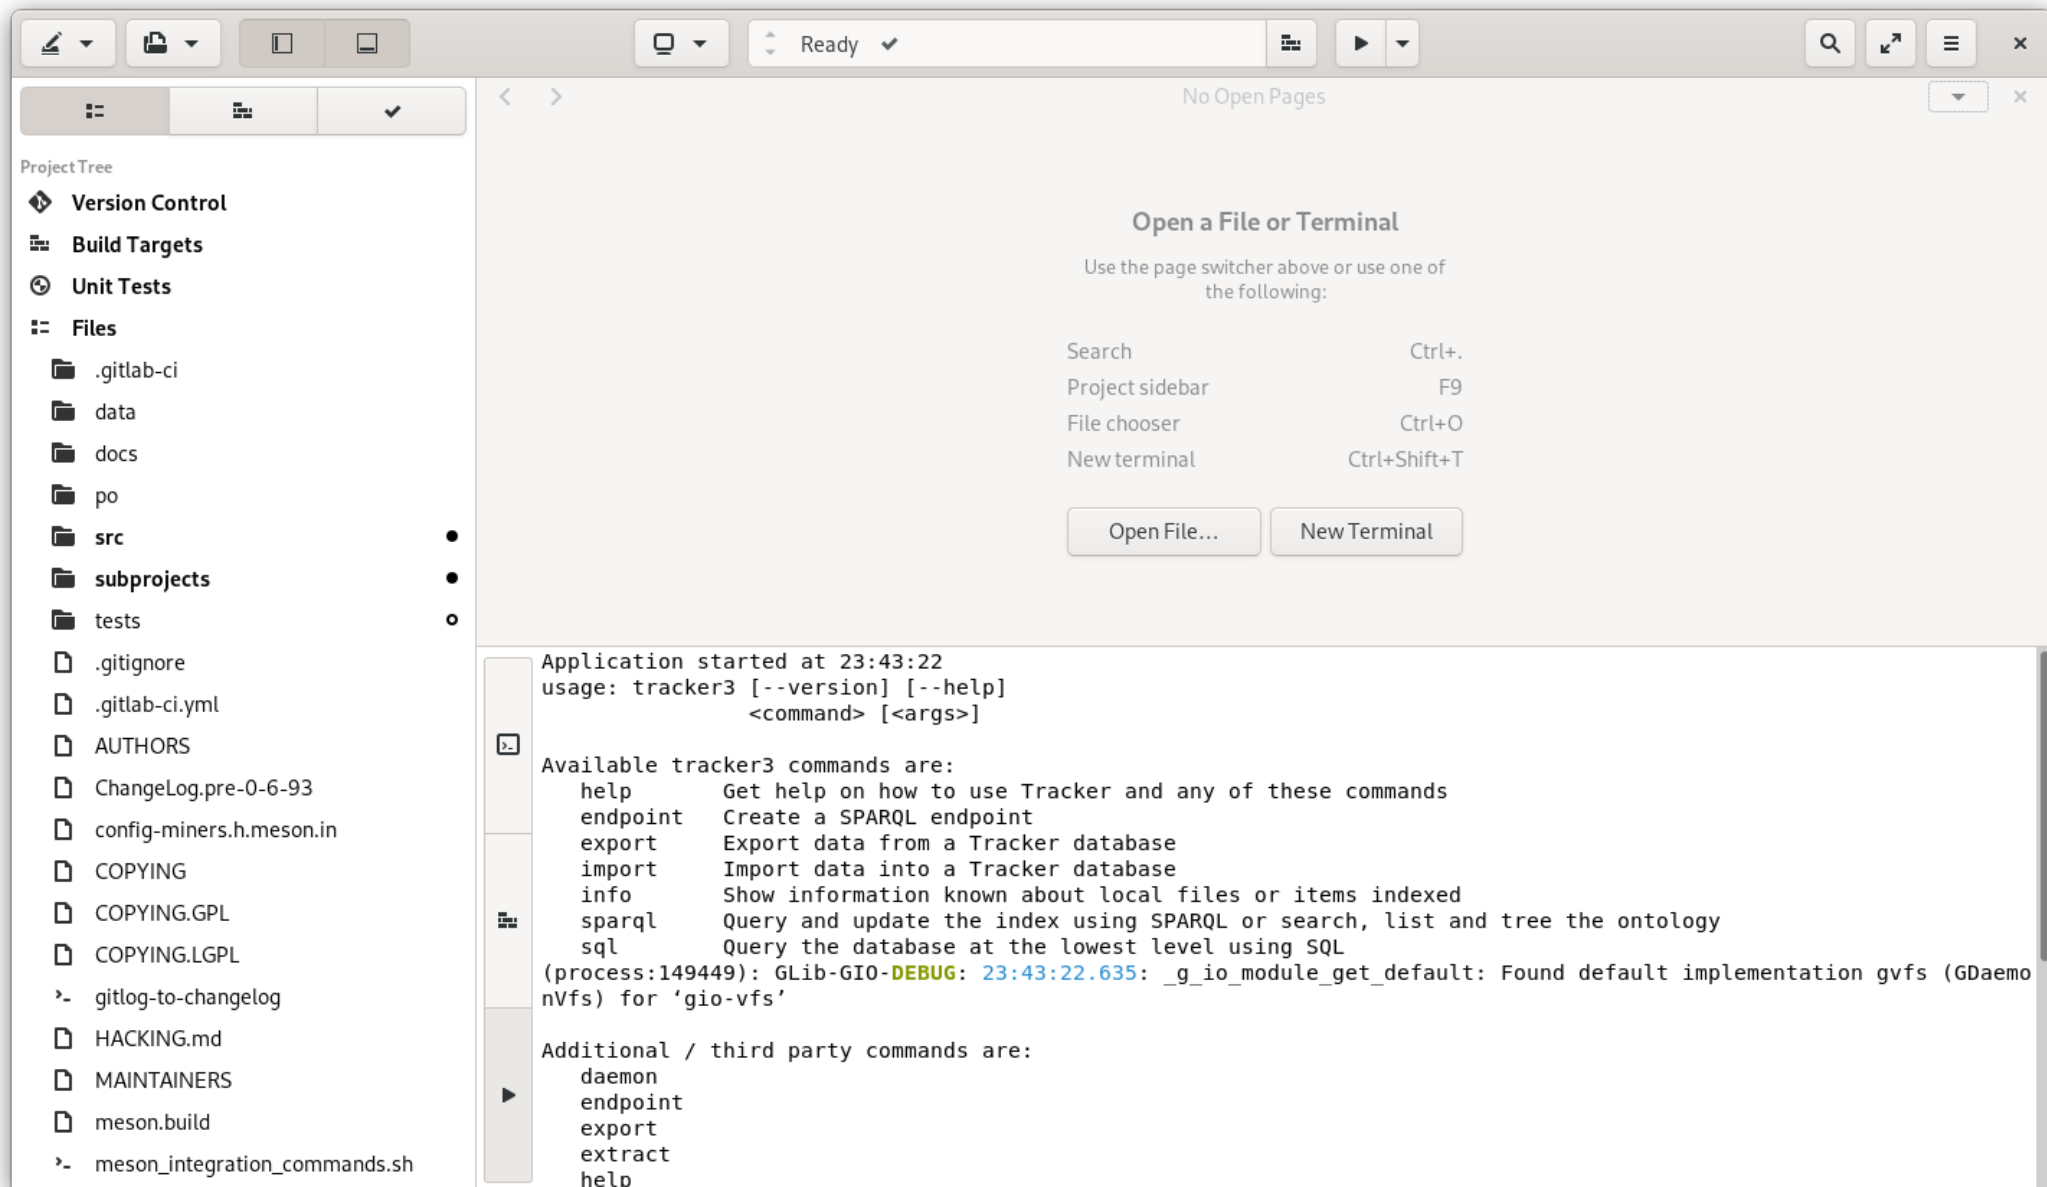 Ready
No Open Pages
Project Tree
Version Control
Build Targets
Unit Tests
Files
.gitlab-ci
data
docs
po
src
subprojects
tests
.gitignore
.gitlab-ci.yml
AUTHORS
ChangeLog.pre-0-6-93
config-miners.h.meson.in
COPYING
COPYING.GPL
COPYING.LGPL
gitlog-to-changelog
HACKING.md
MAINTAINERS
meson.build
meson_integration_commands.sh
Open a File or Terminal
Use the page switcher above or use one of
the following:
Search Ctrl+.
Project sidebar F9
File chooser Ctrl+O
New terminal Ctrl+Shift+T
Open File… New Terminal
Application started at 23:43:22
usage: tracker3 [--version] [--help]
<command> [<args>]
Available tracker3 commands are:
help Get help on how to use Tracker and any of these commands
endpoint Create a SPARQL endpoint
export Export data from a Tracker database
import Import data into a Tracker database
info Show information known about local files or items indexed
sparql Query and update the index using SPARQL or search, list and tree the ontology
sql Query the database at the lowest level using SQL
(process:149449): GLib-GIO-DEBUG: 23:43:22.635: _g_io_module_get_default: Found default implementation gvfs (GDaemo
nVfs) for ‘gio-vfs’
Additional / third party commands are:
daemon
endpoint
export
extract
help